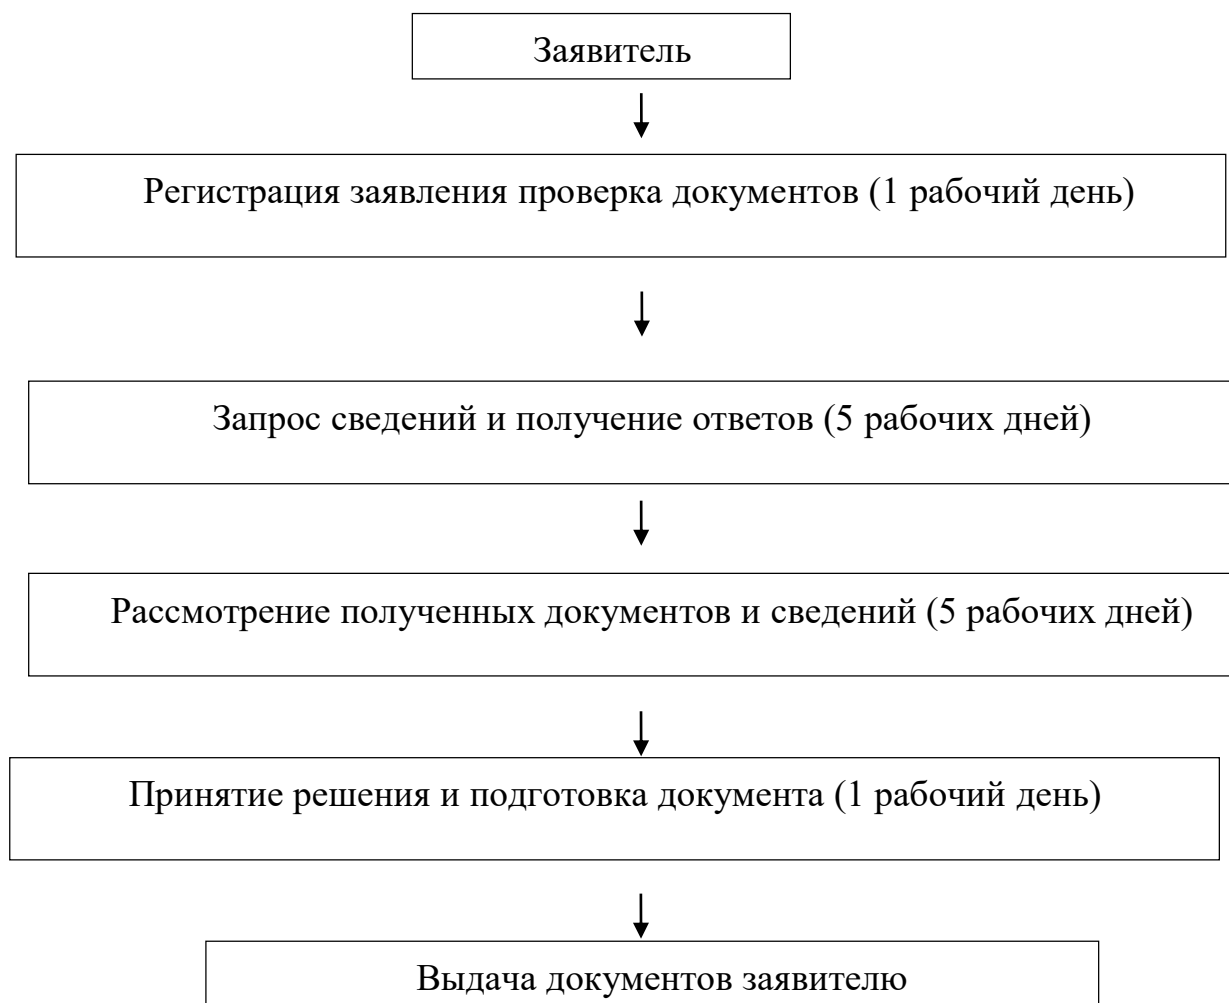 Заявитель
Регистрация заявления проверка документов (1 рабочий день)
Запрос сведений и получение ответов (5 рабочих дней)
Рассмотрение полученных документов и сведений (5 рабочих дней)
Принятие решения и подготовка документа (1 рабочий день)
Выдача документов заявителю